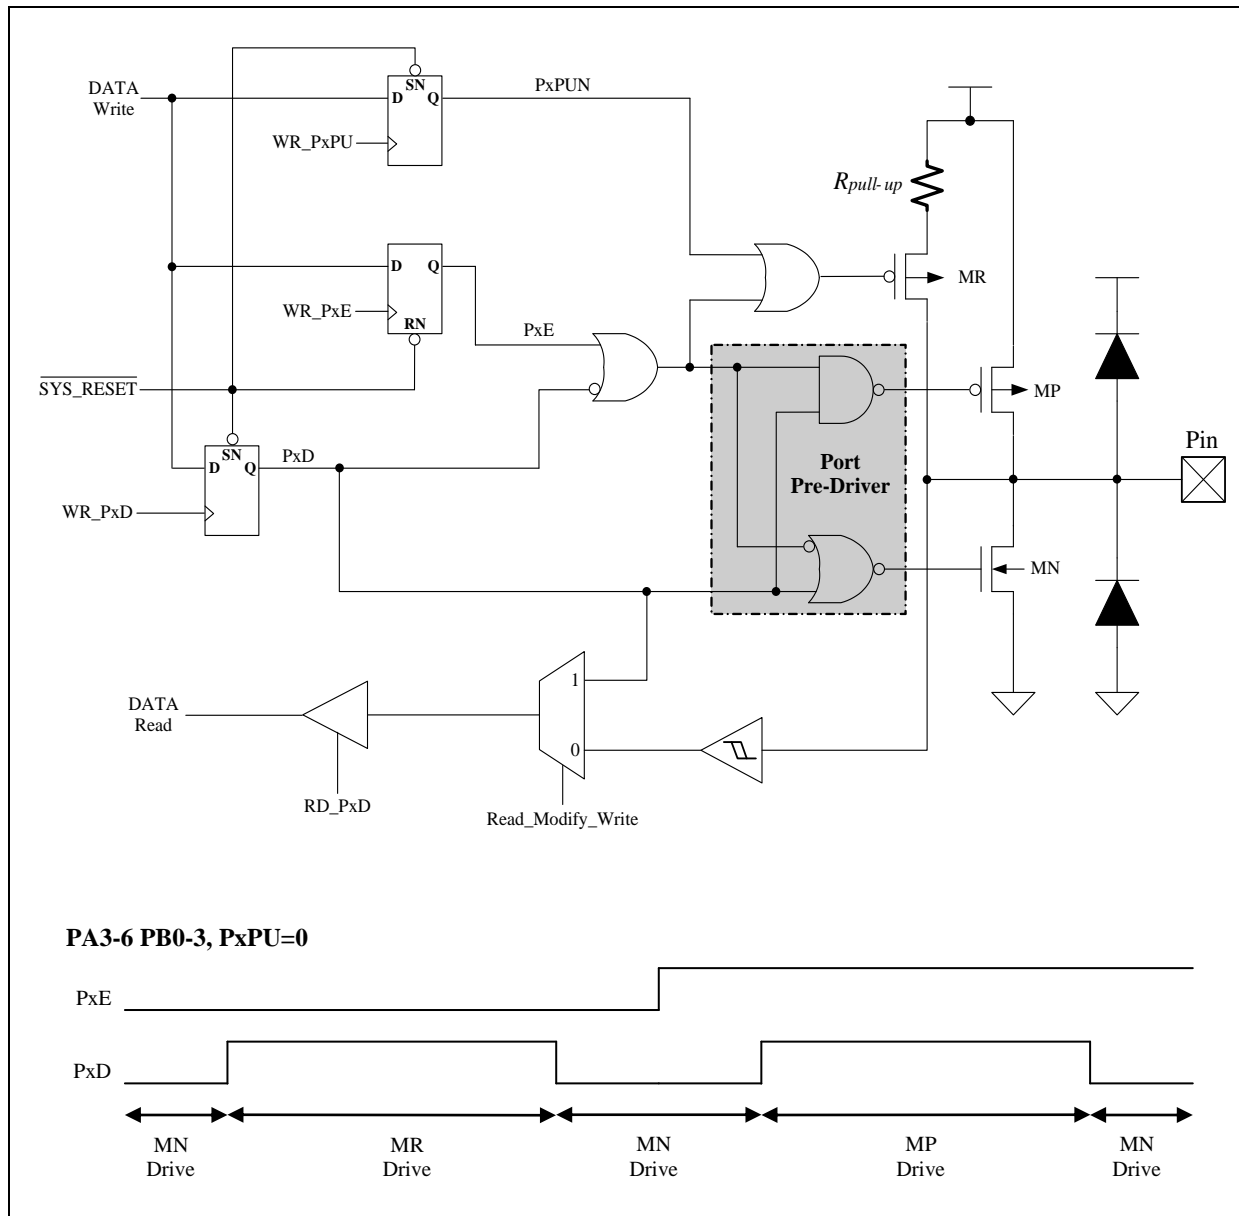 DATA
Write
SN
D
Q
PxPUN
WR_PxPU
Rpull-up
D
Q
MR
WR_PxE
RN
PxE
SYS_RESET
MP
SN
D
Q
PxD
Port
Pre-Driver
Pin
WR_PxD
MN
1
DATA
Read
0
RD_PxD
Read_Modify_Write
PA3-6 PB0-3, PxPU=0
PxE
PxD
MN
Drive
MR
Drive
MN
Drive
MP
Drive
MN
Drive